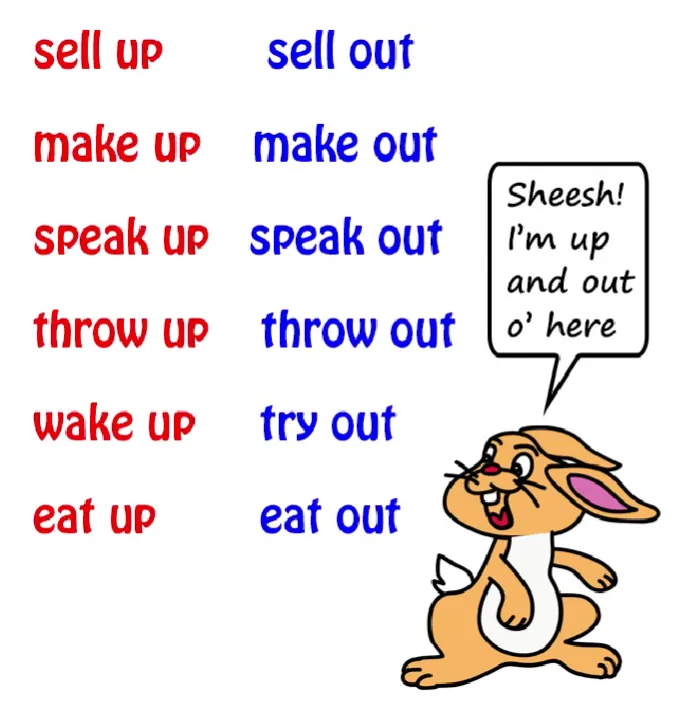 sell up sell out
make up make out
speak up speak out
throw up throw out
wake up try out
eat up eat out
Sheesh!
I'm up
and out
o' here